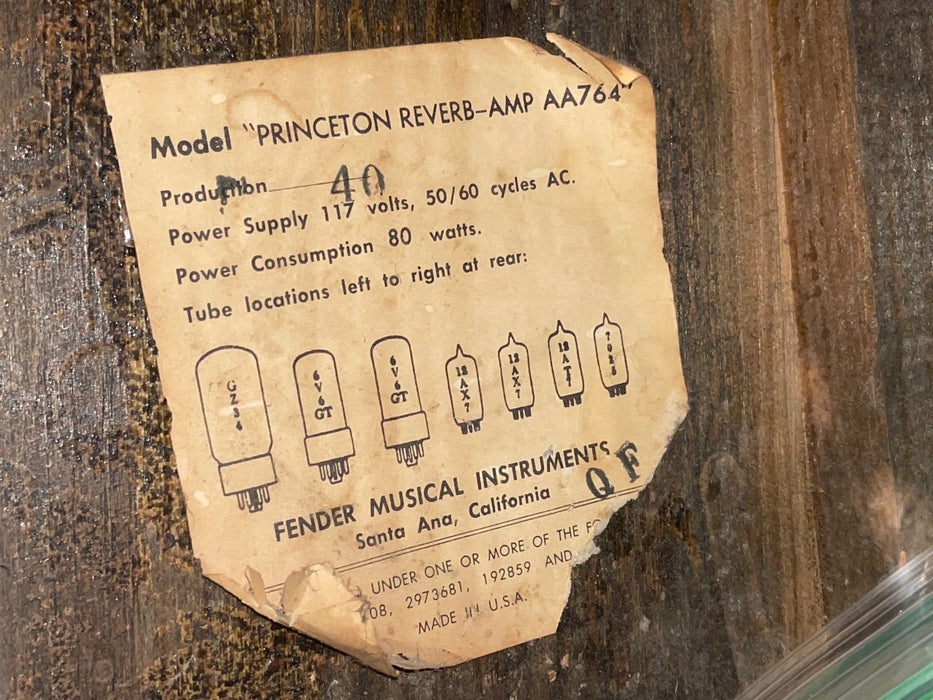 Model "PRINCETON REVERB-AMP AA764"
Production 40
Power Supply 117 volts, 50/60 cycles AC.
Power Consumption 80 watts.
Tube locations left to right at rear:
GZ34 6V6GT 6V6GT 12AX7 12AX7 12AT7 7025
FENDER MUSICAL INSTRUMENTS
Santa Ana, California QF
UNDER ONE OR MORE OF THE
08, 2973681, 192859 AND
MADE IN U.S.A.